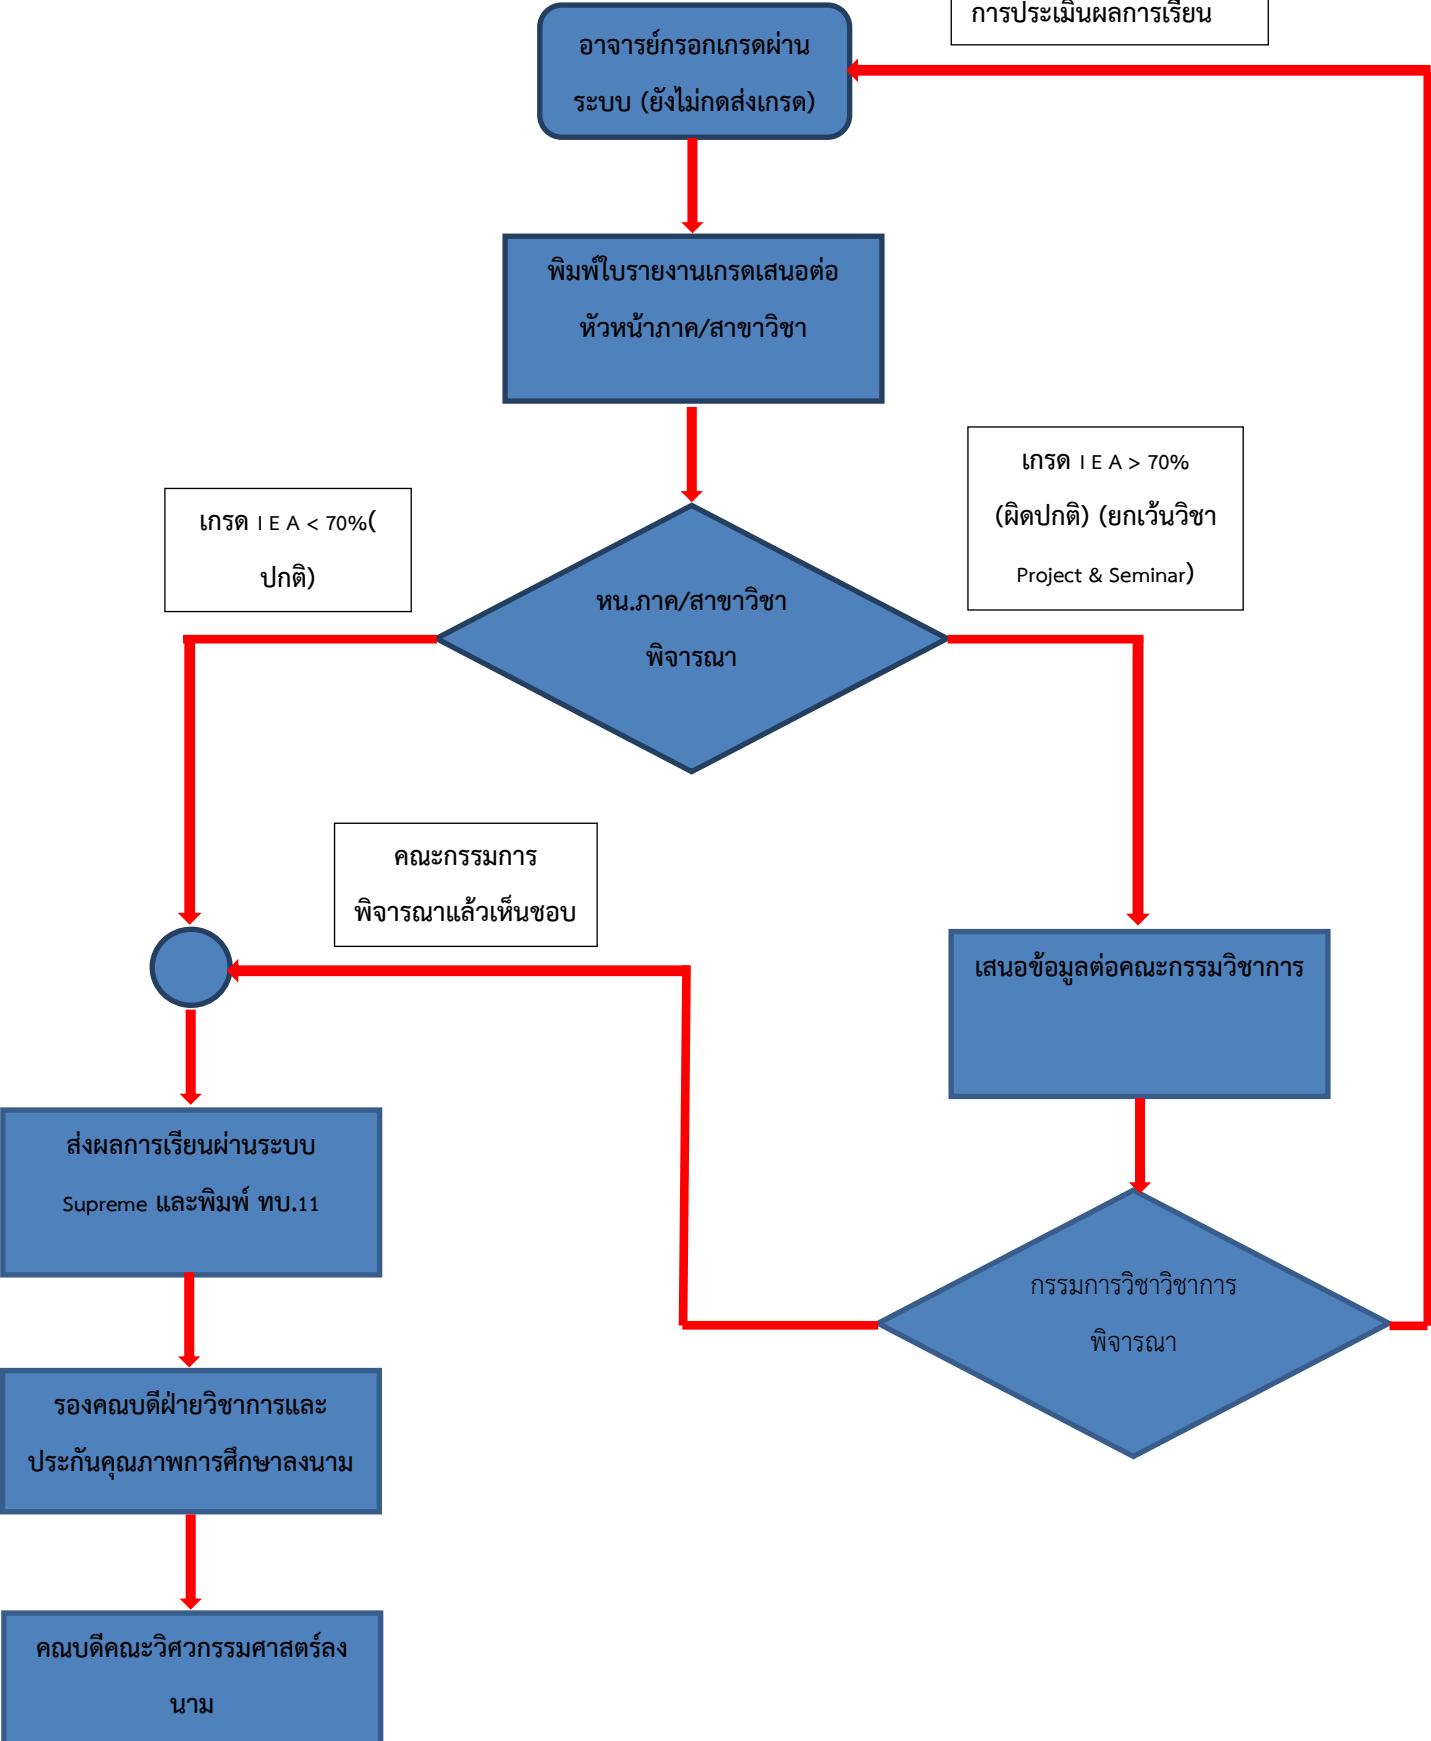 การประเมินผลการเรียน
อาจารย์กรอกเกรดผ่าน
ระบบ (ยังไม่กดส่งเกรด)
พิมพ์ใบรายงานเกรดเสนอต่อ
หัวหน้าภาค/สาขาวิชา
เกรด I E A < 70%(
ปกติ)
เกรด I E A > 70%
(ผิดปกติ) (ยกเว้นวิชา
Project & Seminar)
หน.ภาค/สาขาวิชา
พิจารณา
คณะกรรมการ
พิจารณาแล้วเห็นชอบ
เสนอข้อมูลต่อคณะกรรมวิชาการ
ส่งผลการเรียนผ่านระบบ
Supreme และพิมพ์ ทบ.11
กรรมการวิชาวิชาการ
พิจารณา
รองคณบดีฝ่ายวิชาการและ
ประกันคุณภาพการศึกษาลงนาม
คณบดีคณะวิศวกรรมศาสตร์ลง
นาม